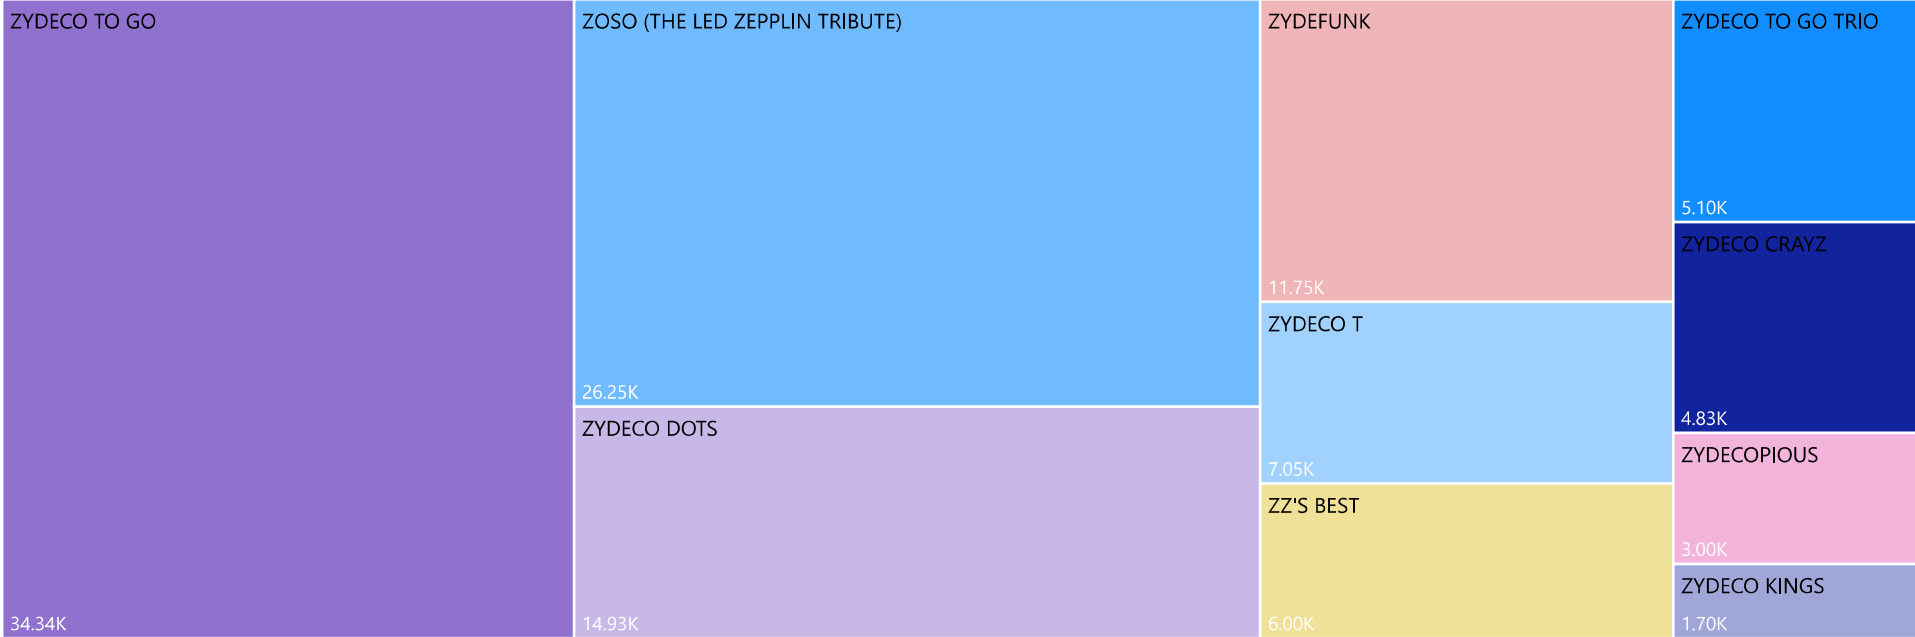 ZYDECO TO GO
34.34K
ZOSO (THE LED ZEPPLIN TRIBUTE)
26.25K
ZYDECO DOTS
14.93K
ZYDEFUNK
11.75K
ZYDECO T
7.05K
ZZ'S BEST
6.00K
ZYDECO TO GO TRIO
5.10K
ZYDECO CRAYZ
4.83K
ZYDECOPIOUS
3.00K
ZYDECO KINGS
1.70K